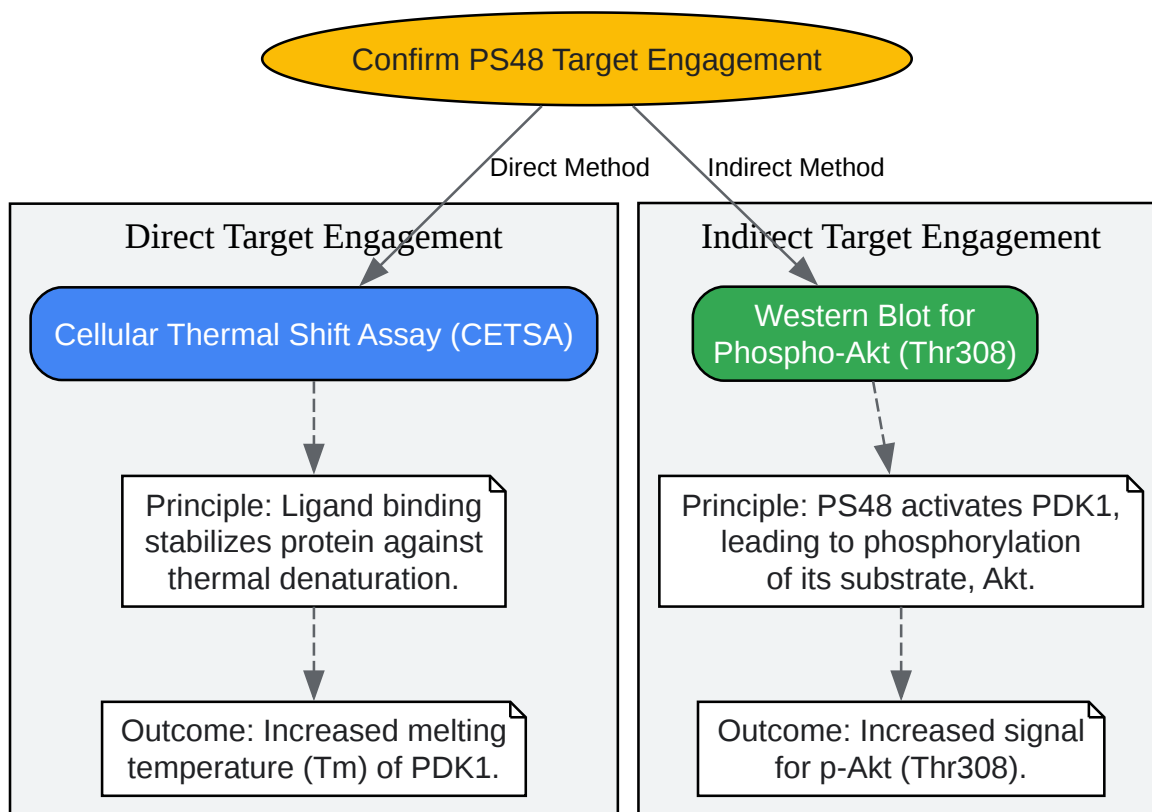 Confirm PS48 Target Engagement
Direct Method
Indirect Method
Direct Target Engagement
Cellular Thermal Shift Assay (CETSA)
Principle: Ligand binding
stabilizes protein against
thermal denaturation.
Outcome: Increased melting
temperature (Tm) of PDK1.
Indirect Target Engagement
Western Blot for
Phospho-Akt (Thr308)
Principle: PS48 activates PDK1,
leading to phosphorylation
of its substrate, Akt.
Outcome: Increased signal
for p-Akt (Thr308).